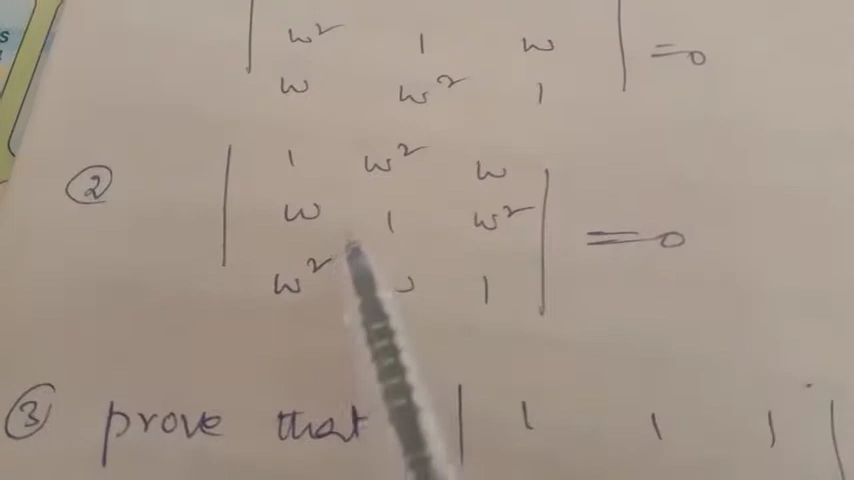 | w² 1 w | =0
w w² 1
② | 1 w² w |
w 1 w² =0
w² w 1
③ prove that | 1 1 1 |